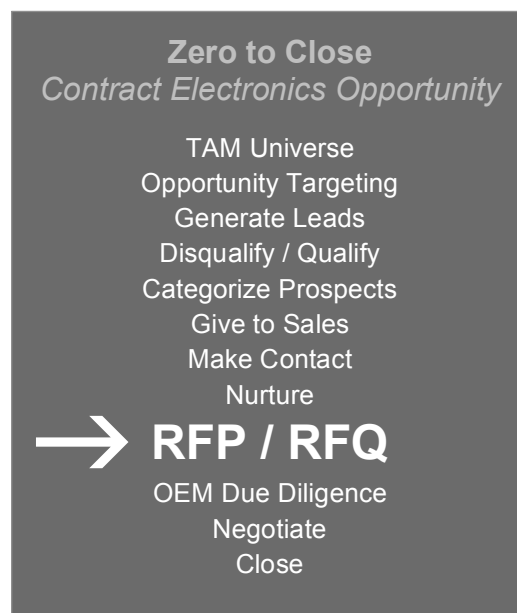 Zero to Close
Contract Electronics Opportunity
TAM Universe
Opportunity Targeting
Generate Leads
Disqualify / Qualify
Categorize Prospects
Give to Sales
Make Contact
Nurture
RFP / RFQ
OEM Due Diligence
Negotiate
Close